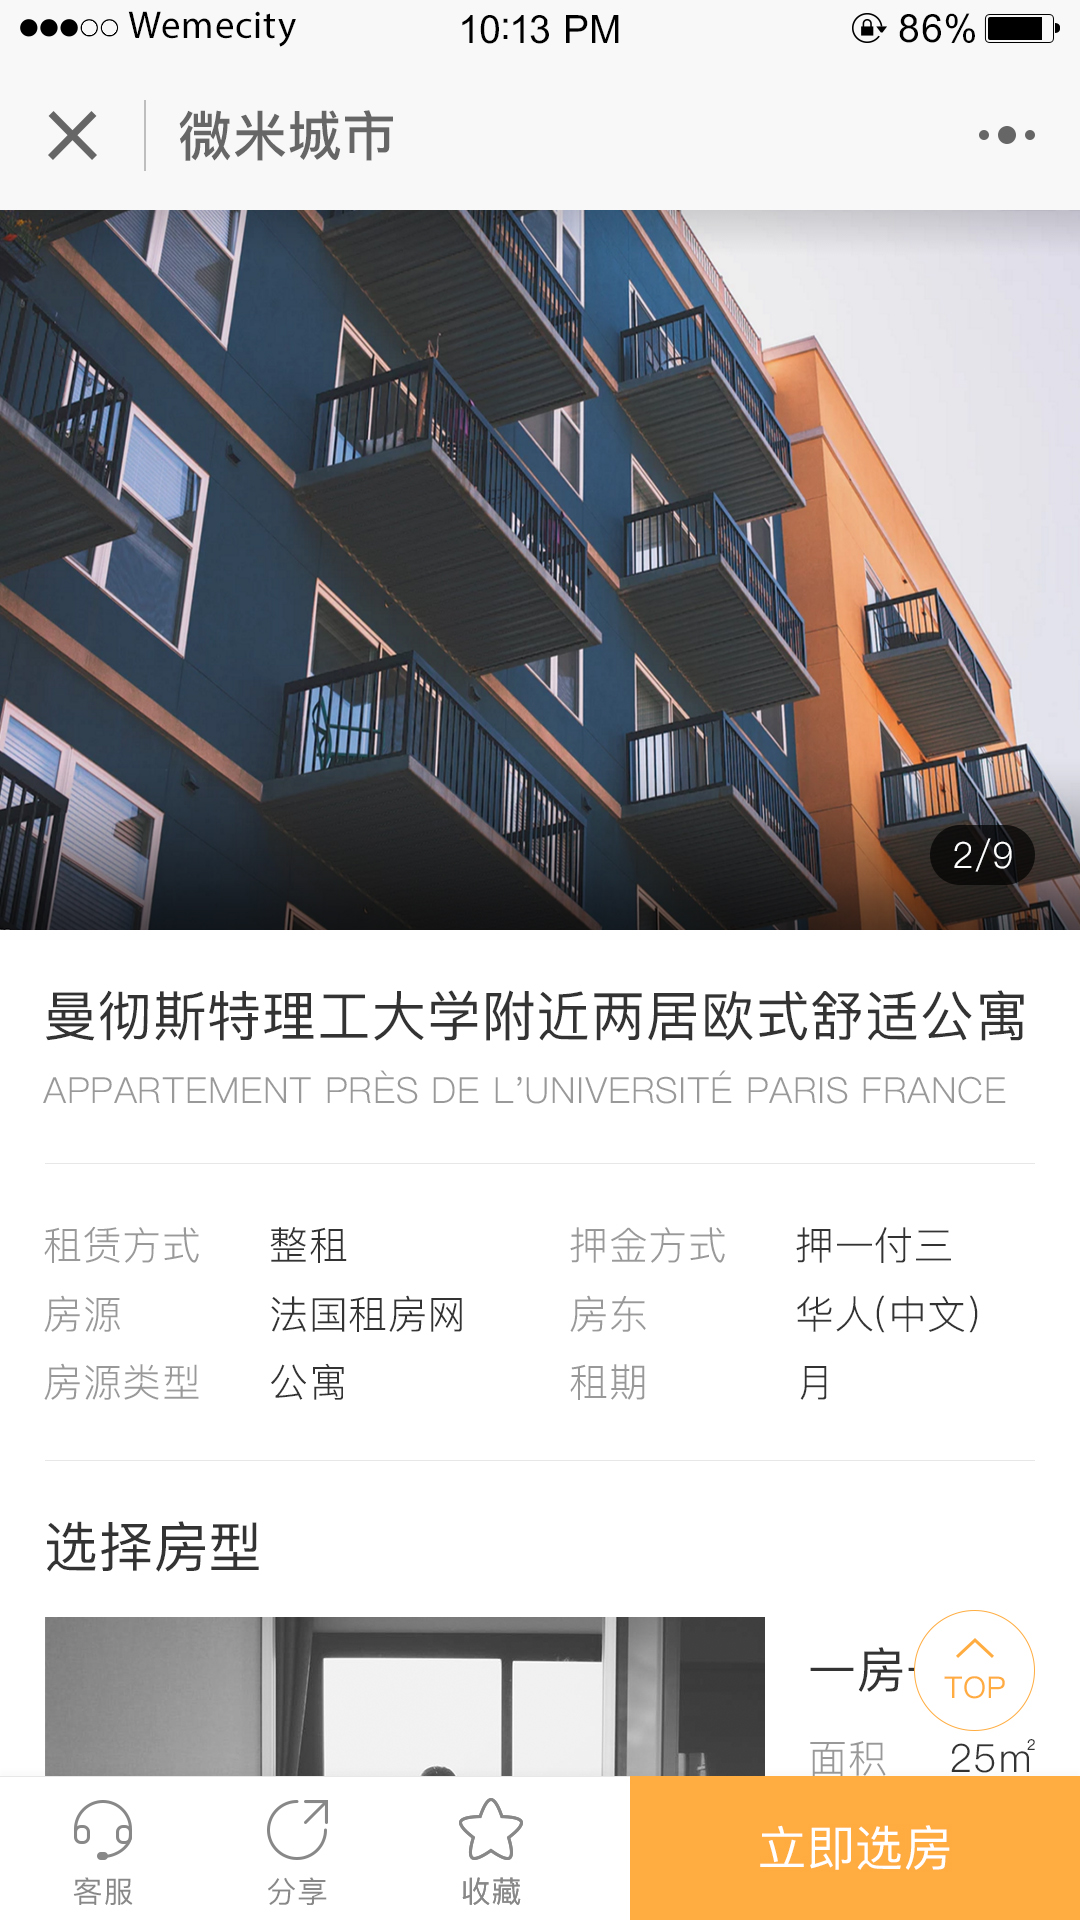 Wemecity 10:13 PM 86%
微米城市
2/9
曼彻斯特理工大学附近两居欧式舒适公寓
APPARTEMENT PRÈS DE L'UNIVERSITÉ PARIS FRANCE
租赁方式 整租 押金方式 押一付三
房源 法国租房网 房东 华人(中文)
房源类型 公寓 租期 月
选择房型
一房
TOP
面积 25㎡
客服 分享 收藏 立即选房